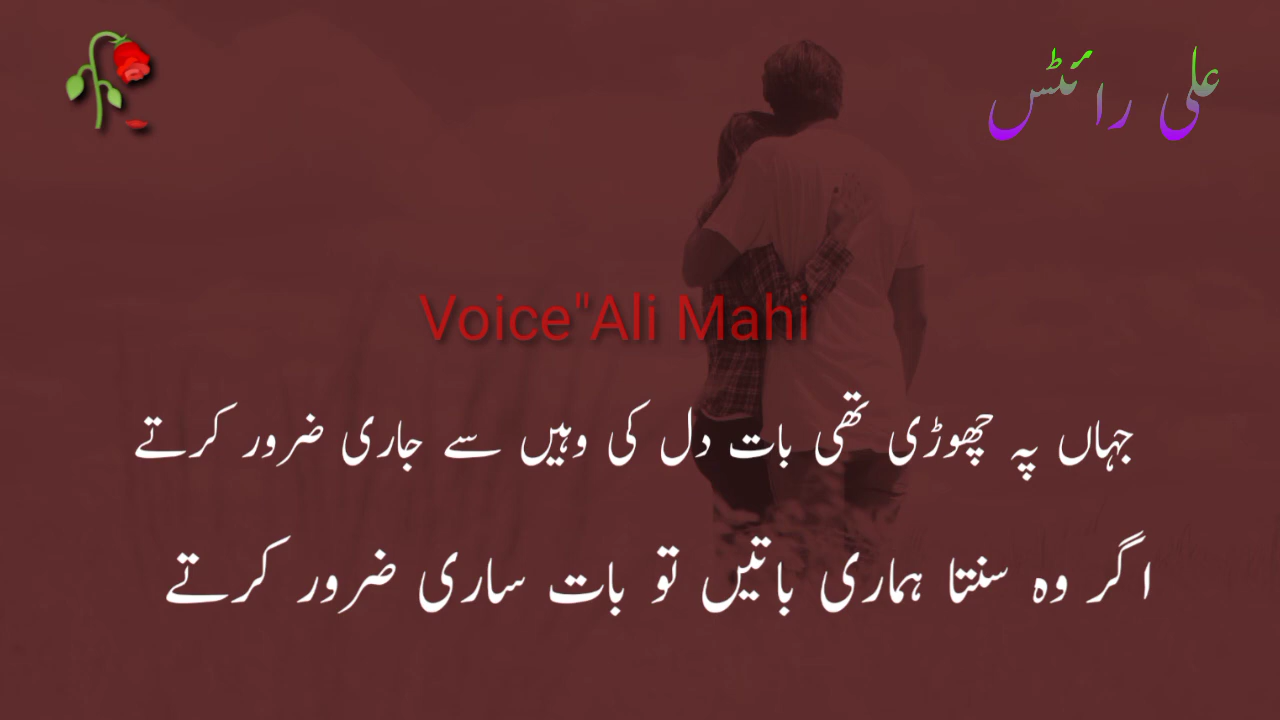 علی رائٹس
Voice"Ali Mahi
جہاں پہ چھوڑی تھی بات دل کی وہیں سے جاری ضرور کرتے
اگر وہ سنتا ہماری باتیں تو بات ساری ضرور کرتے